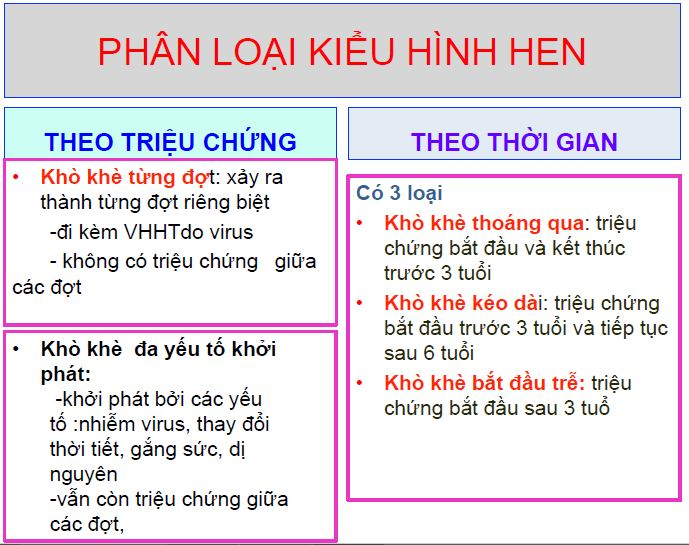 PHÂN LOẠI KIỂU HÌNH HEN
THEO TRIỆU CHỨNG
• Khò khè từng đợt: xảy ra
thành từng đợt riêng biệt
-đi kèm VHHTdo virus
- không có triệu chứng giữa
các đợt
• Khò khè đa yếu tố khởi
phát:
-khởi phát bởi các yếu
tố :nhiễm virus, thay đổi
thời tiết, gắng sức, dị
nguyên
-vẫn còn triệu chứng giữa
các đợt,
THEO THỜI GIAN
Có 3 loại
• Khò khè thoáng qua: triệu
chứng bắt đầu và kết thúc
trước 3 tuổi
• Khò khè kéo dài: triệu chứng
bắt đầu trước 3 tuổi và tiếp tục
sau 6 tuổi
• Khò khè bắt đầu trễ: triệu
chứng bắt đầu sau 3 tuổ